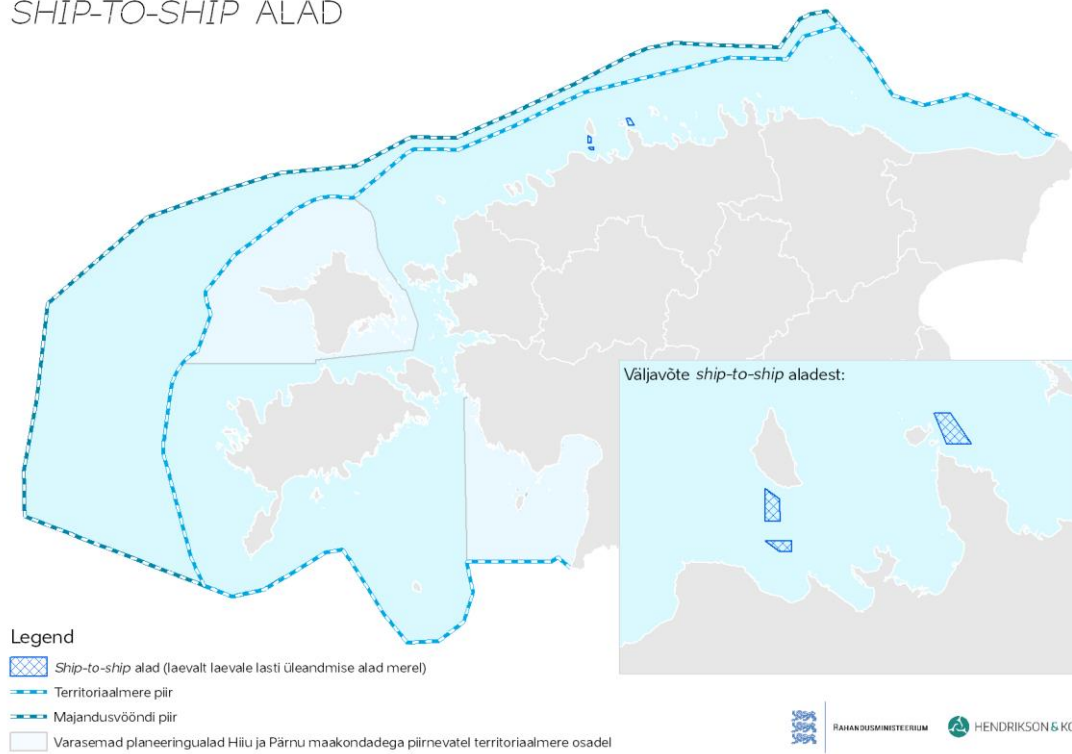 SHIP-TO-SHIP ALAD
Väljavõte ship-to-ship aladest:
Legend
Ship-to-ship alad (laevalt laevale lasti üleandmise alad merel)
Territoriaalmere piir
Majandusvööndi piir
Varasemad planeeringualad Hiiu ja Pärnu maakondadega piirnevatel territoriaalmere osadel
RAHANDUSMINISTEERIUM
HENDRIKSON & KO